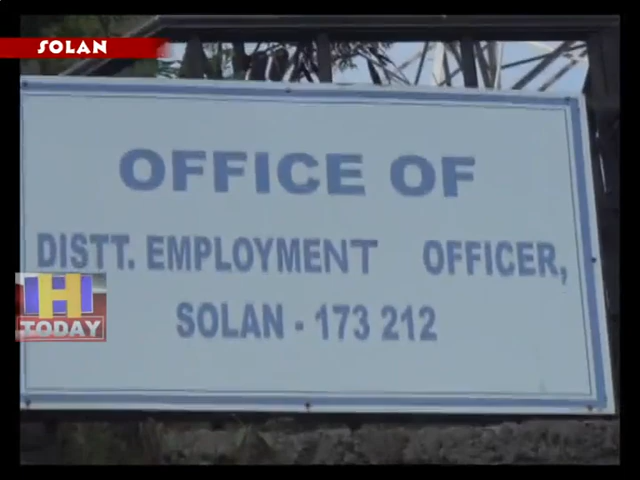 SOLAN
OFFICE OF
DISTT. EMPLOYMENT OFFICER,
SOLAN - 173 212
H
TODAY